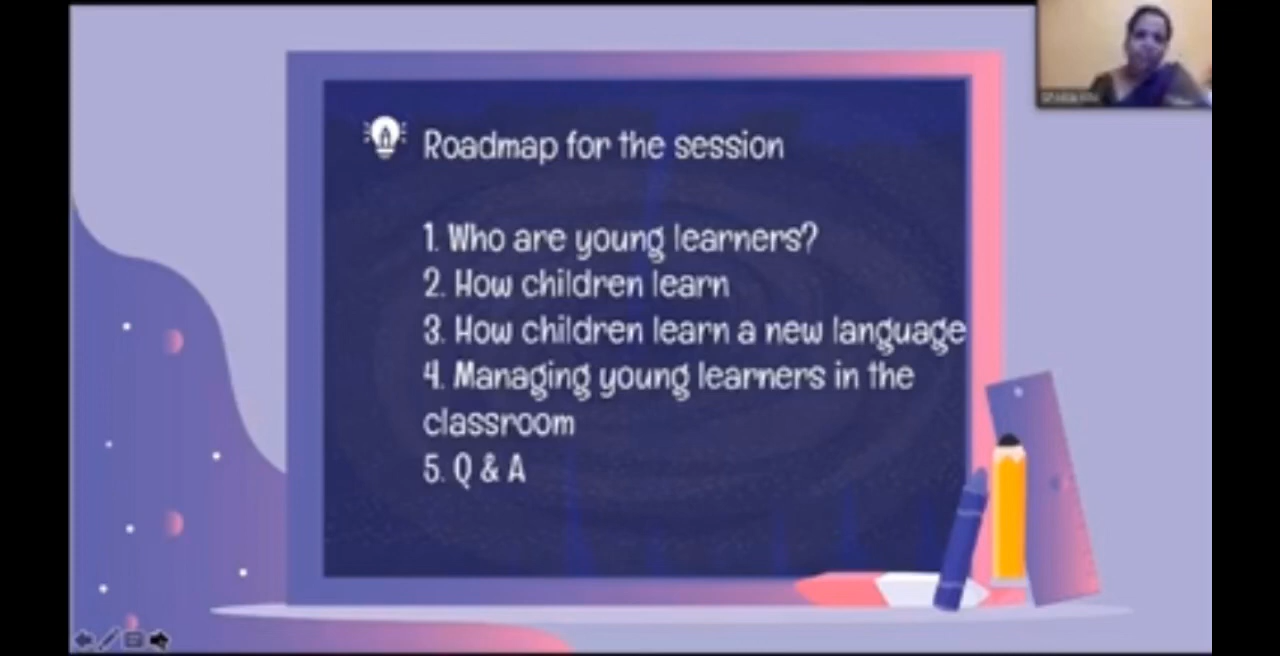 Roadmap for the session
1. Who are young learners?
2. How children learn
3. How children learn a new language
4. Managing young learners in the
classroom
5. Q & A